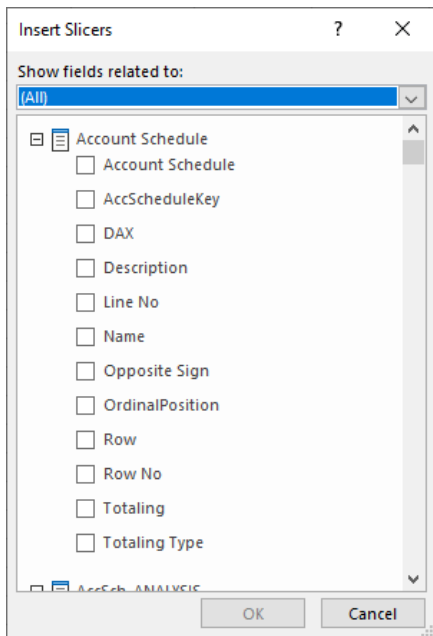 Insert Slicers ?
Show fields related to:
(All)
Account Schedule
Account Schedule
AccScheduleKey
DAX
Description
Line No
Name
Opposite Sign
OrdinalPosition
Row
Row No
Totaling
Totaling Type
AccSch_ANALYSIS
OK Cancel